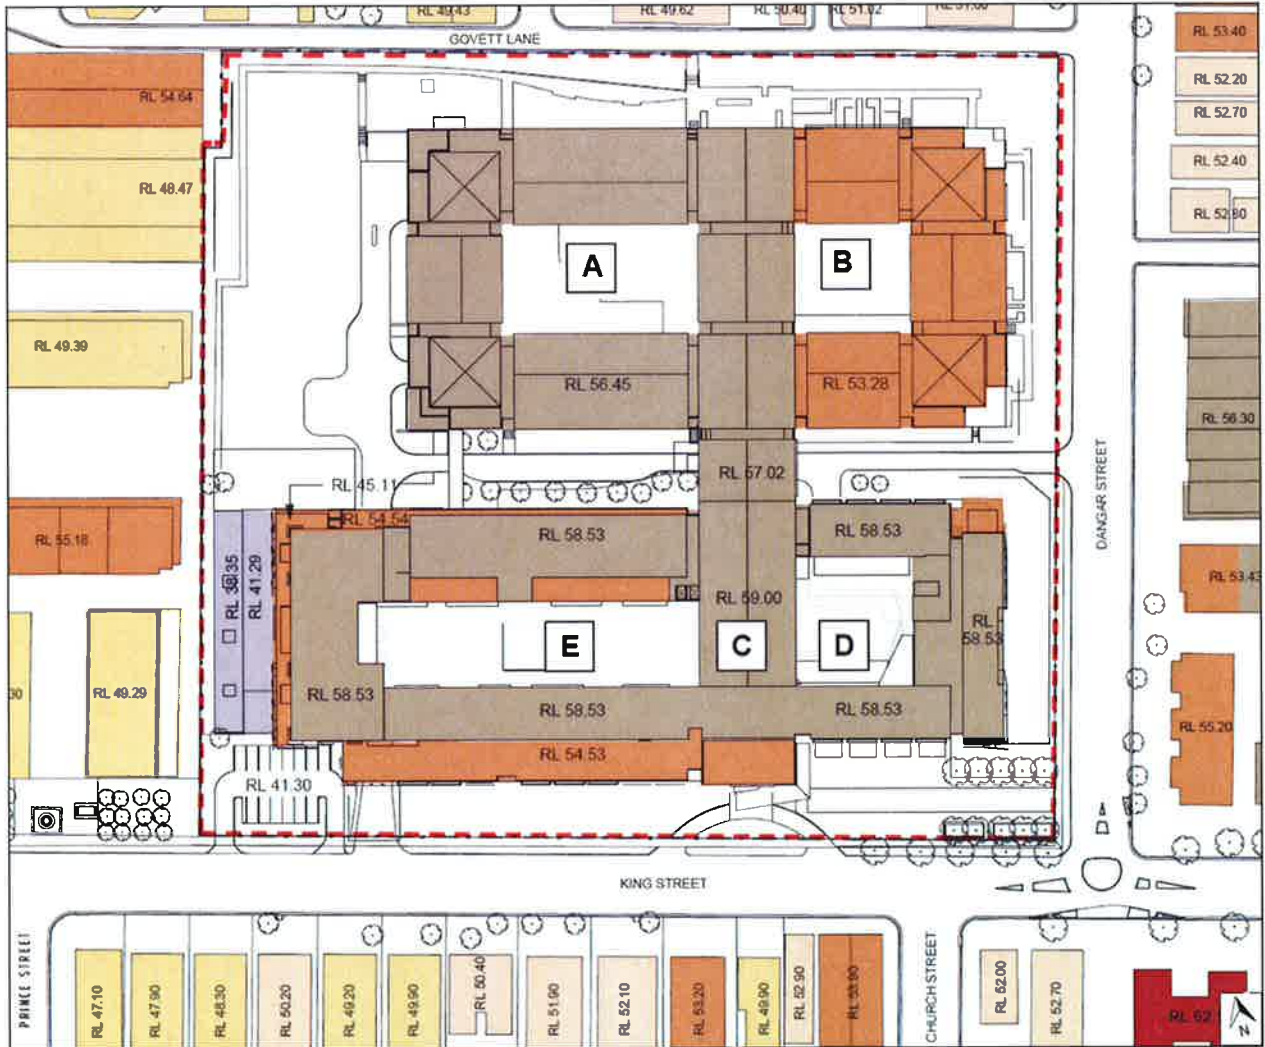 RL 49.43
RL 49.62
RL 50.40
RL 51.02
GOVETT LANE
RL 53.40
RL 54.64
RL 52.20
RL 52.70
RL 52.40
RL 48.47
RL 52.80
A
B
RL 49.39
RL 56.45
RL 53.28
RL 56.30
DANGAR STREET
RL 57.02
RL 45.11
RL 54.54
RL 58.53
RL 58.53
RL 55.18
RL 41.29
RL 53.43
RL 59.00
RL
58.53
E
C
D
30
RL 49.29
RL 58.53
RL 58.53
RL 58.53
RL 55.20
RL 54.53
RL 41.30
KING STREET
PRINCE STREET
CHURCH STREET
RL 47.10
RL 47.90
RL 48.30
RL 50.20
RL 49.20
RL 49.90
RL 50.40
RL 51.90
RL 52.10
RL 53.20
RL 49.90
RL 52.90
RL 52.00
RL 52.70
RL 62
N